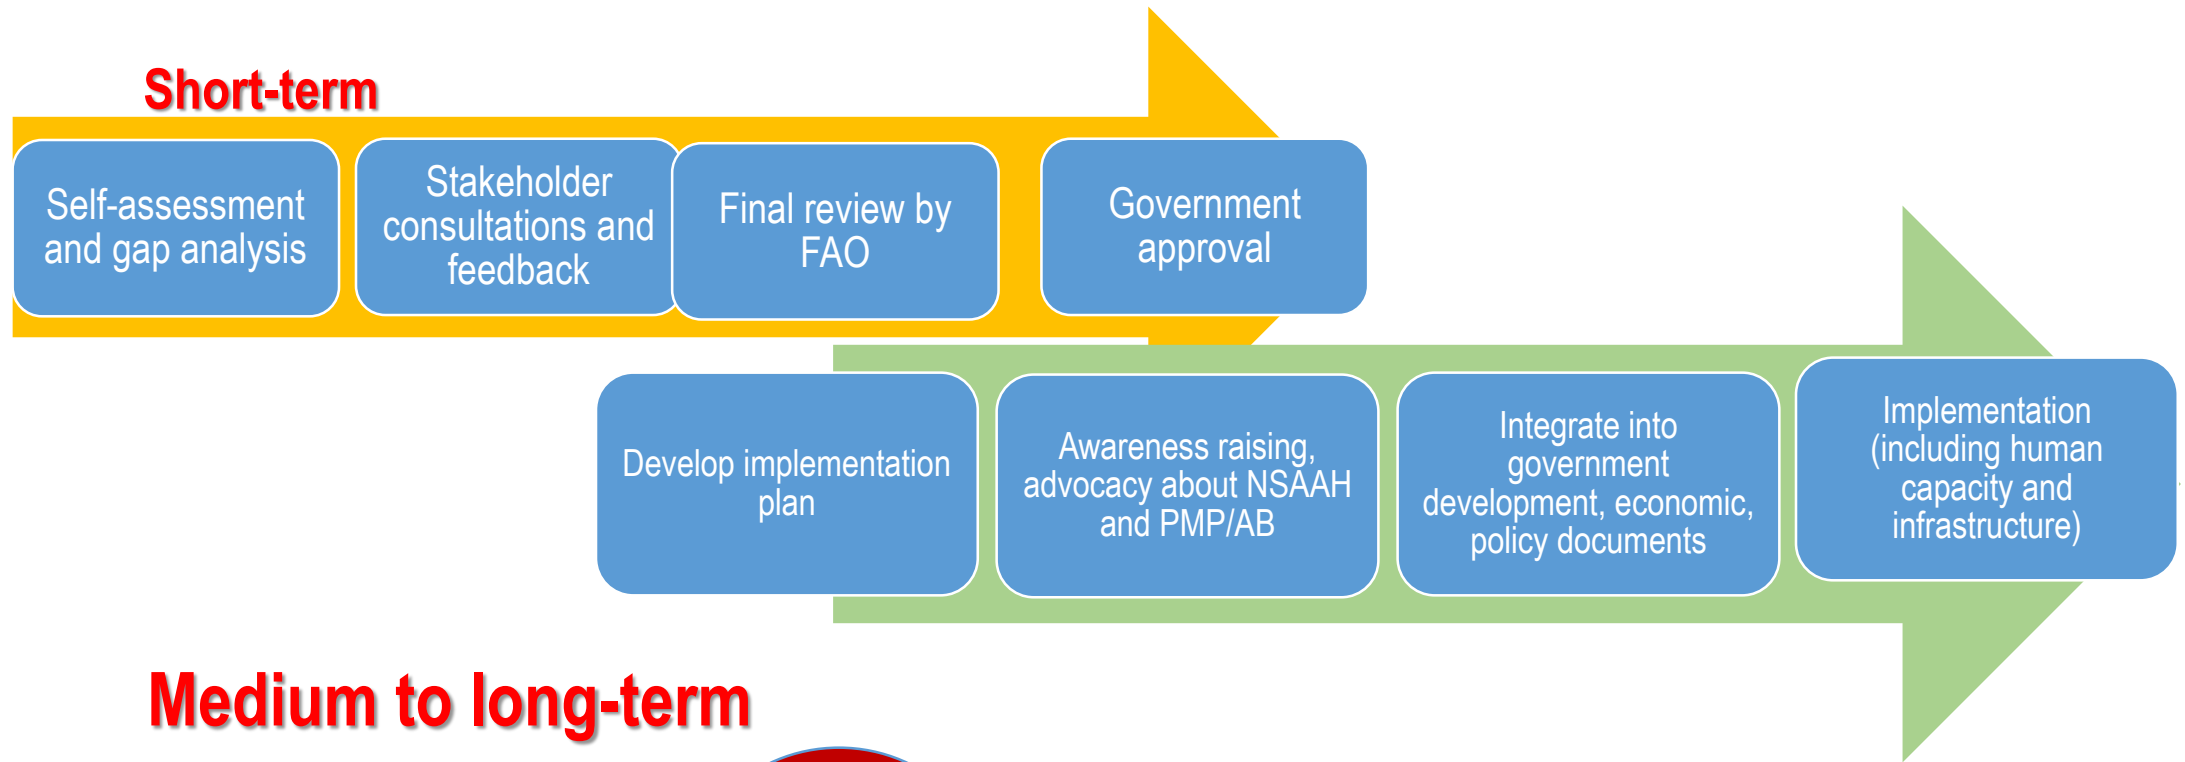 Short-term
Self-assessment
and gap analysis
Stakeholder
consultations and
feedback
Final review by
FAO
Government
approval
Develop implementation
plan
Awareness raising,
advocacy about NSAAH
and PMP/AB
Integrate into
government
development, economic,
policy documents
Implementation
(including human
capacity and
infrastructure)
Medium to long-term